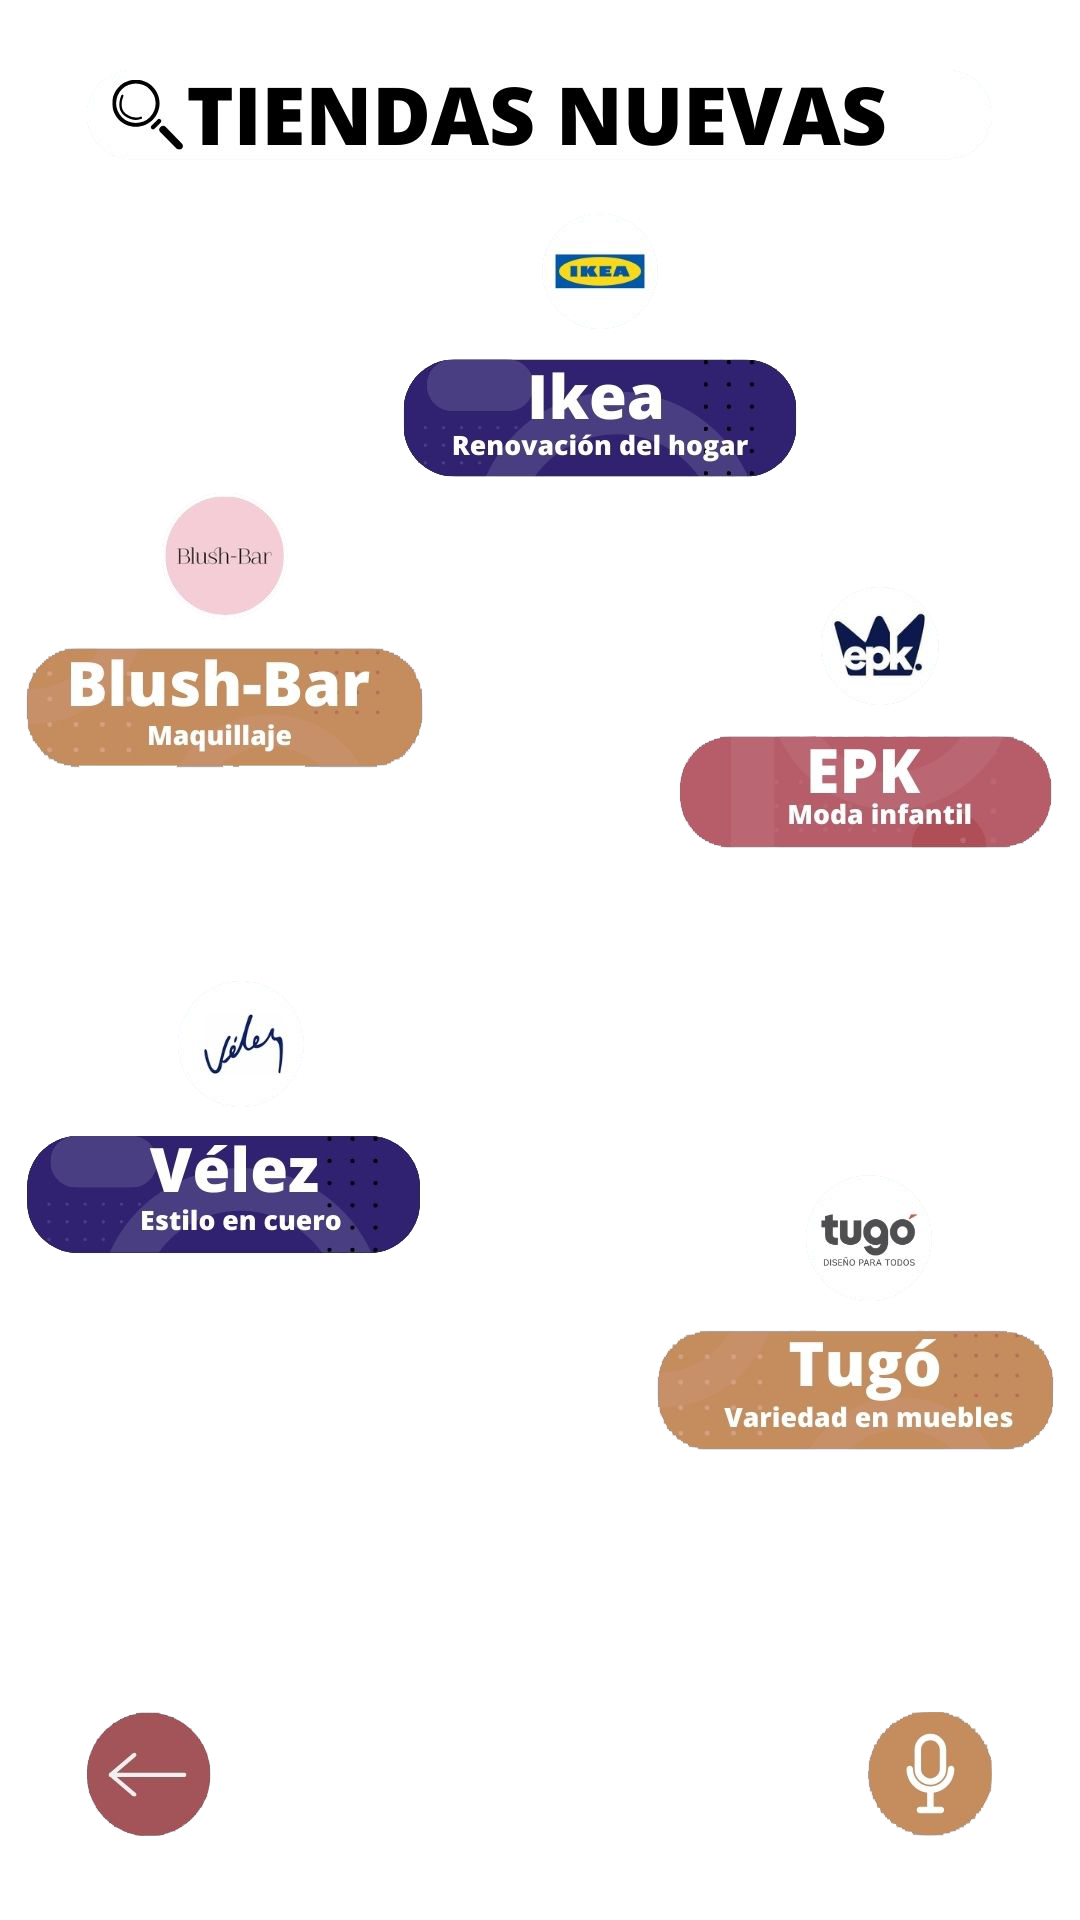 TIENDAS NUEVAS
IKEA
Ikea
Renovación del hogar
Blush-Bar
Blush-Bar
Maquillaje
epk.
EPK
Moda infantil
Vélez
Vélez
Estilo en cuero
tugó
DISEÑO PARA TODOS
Tugó
Variedad en muebles